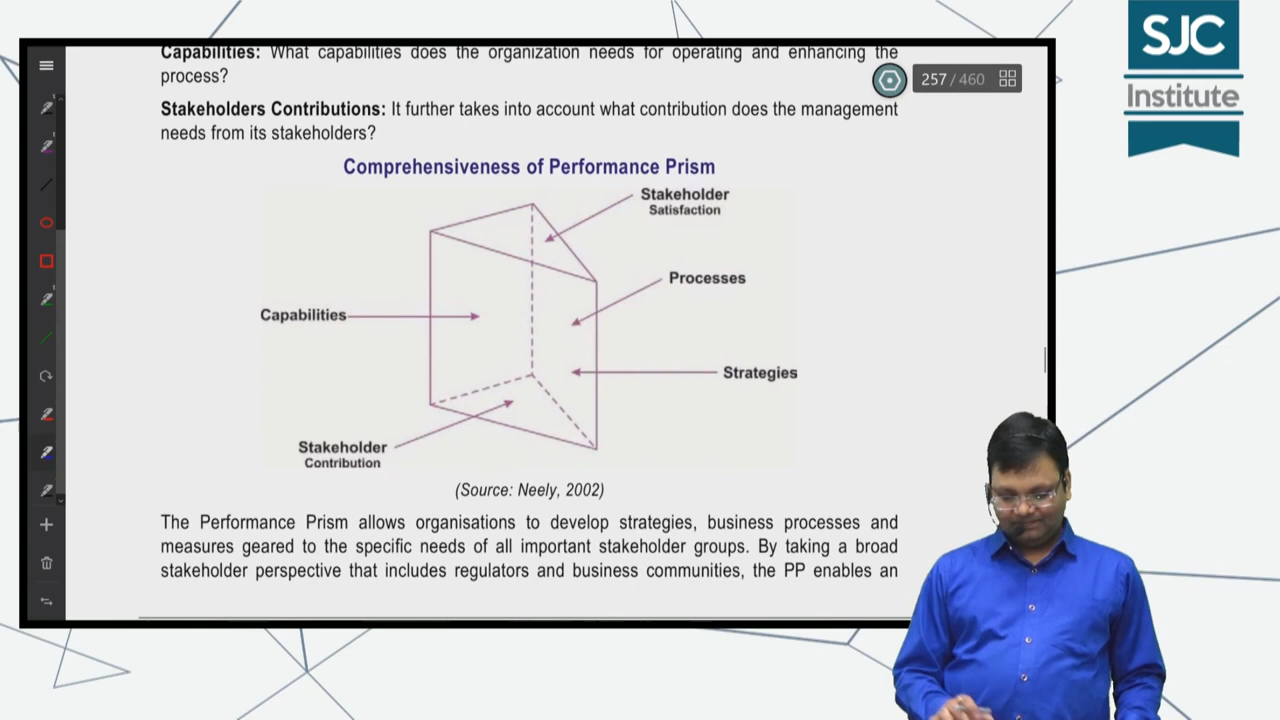 SJC
Institute
257 / 460
Capabilities: What capabilities does the organization needs for operating and enhancing the
process?
Stakeholders Contributions: It further takes into account what contribution does the management
needs from its stakeholders?
Comprehensiveness of Performance Prism
Stakeholder
Satisfaction
Processes
Capabilities
Strategies
Stakeholder
Contribution
(Source: Neely, 2002)
The Performance Prism allows organisations to develop strategies, business processes and
measures geared to the specific needs of all important stakeholder groups. By taking a broad
stakeholder perspective that includes regulators and business communities, the PP enables an